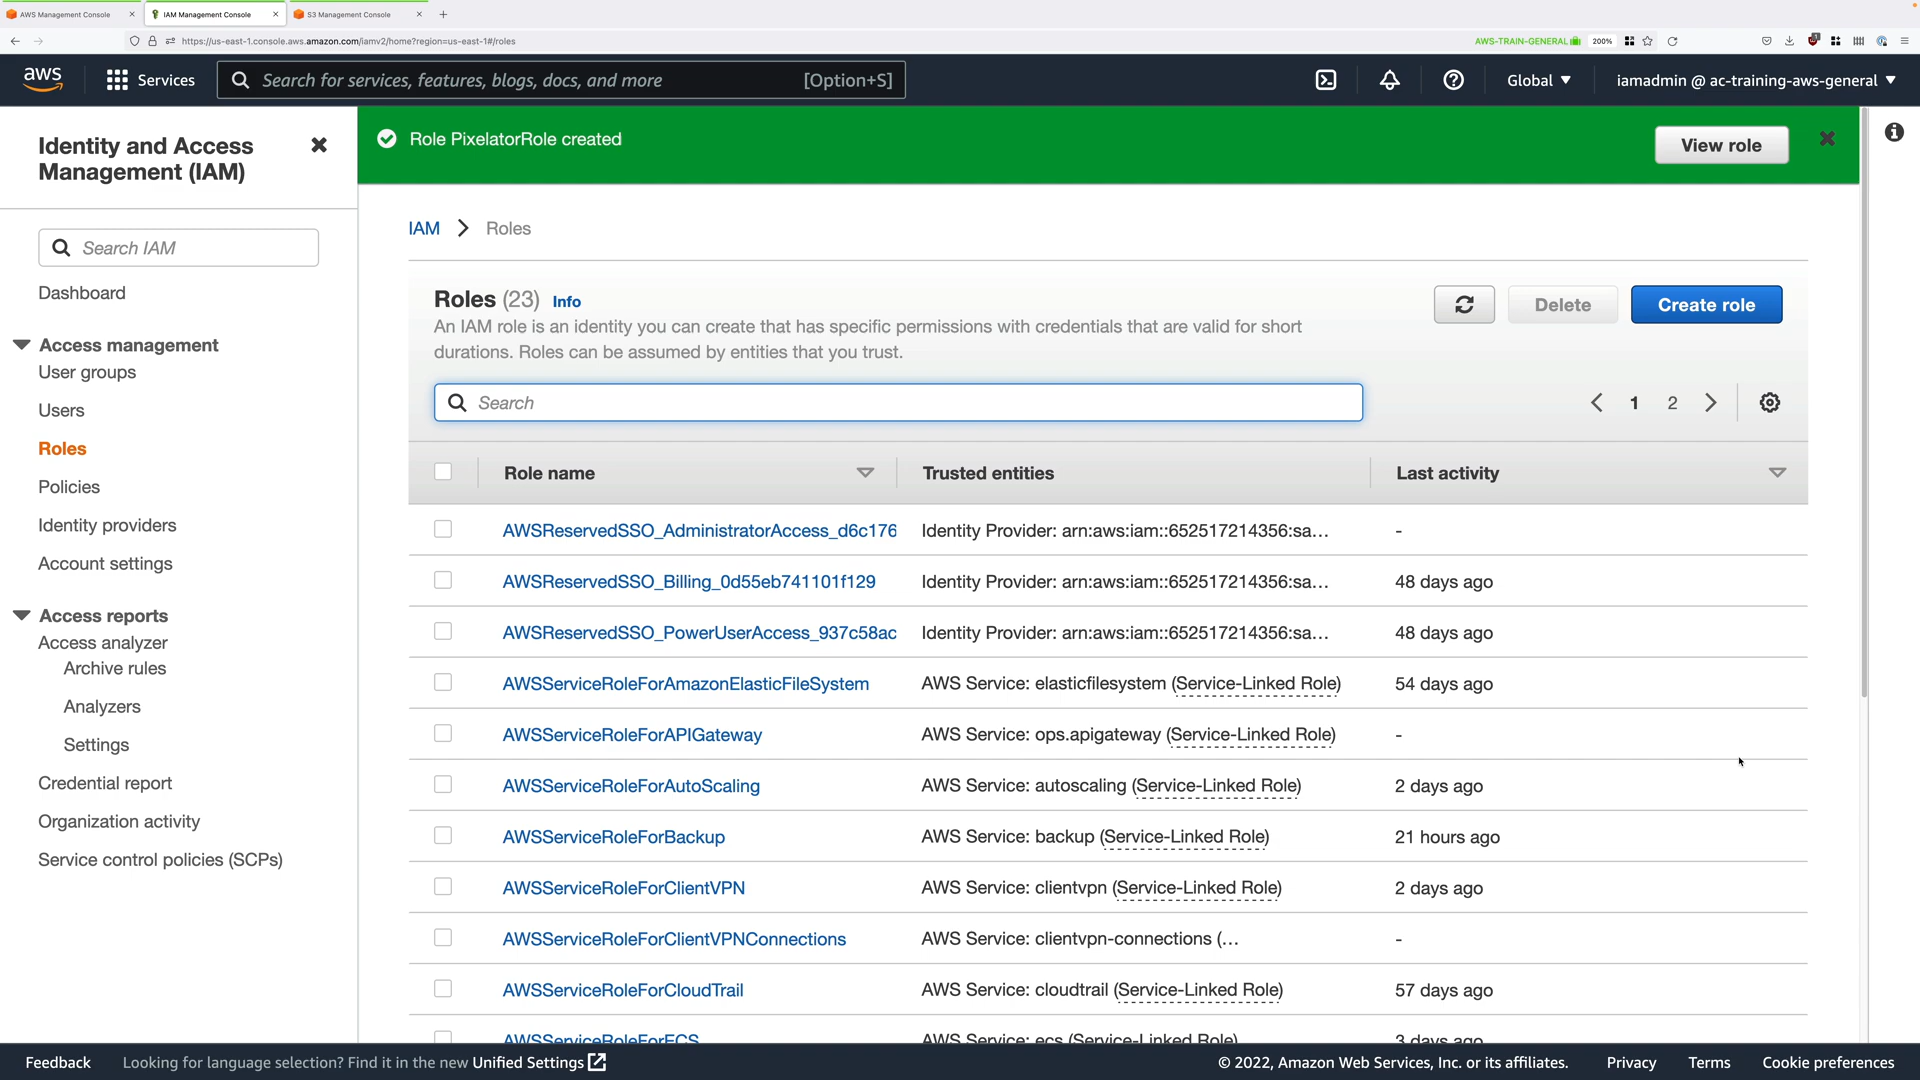 AWS Management Console
IAM Management Console
S3 Management Console
https://us-east-1.console.aws.amazon.com/iamv2/home?region=us-east-1#/roles
AWS-TRAIN-GENERAL
200%
aws
Services
Search for services, features, blogs, docs, and more [Option+S]
Global
iamadmin @ ac-training-aws-general
Identity and Access
Management (IAM)
Search IAM
Dashboard
Access management
User groups
Users
Roles
Policies
Identity providers
Account settings
Access reports
Access analyzer
Archive rules
Analyzers
Settings
Credential report
Organization activity
Service control policies (SCPs)
Role PixelatorRole created
View role
IAM > Roles
Roles (23) Info
An IAM role is an identity you can create that has specific permissions with credentials that are valid for short
durations. Roles can be assumed by entities that you trust.
Delete
Create role
Search
1 2
Role name Trusted entities Last activity
AWSReservedSSO_AdministratorAccess_d6c176 Identity Provider: arn:aws:iam::652517214356:sa... -
AWSReservedSSO_Billing_0d55eb741101f129 Identity Provider: arn:aws:iam::652517214356:sa... 48 days ago
AWSReservedSSO_PowerUserAccess_937c58ac Identity Provider: arn:aws:iam::652517214356:sa... 48 days ago
AWSServiceRoleForAmazonElasticFileSystem AWS Service: elasticfilesystem (Service-Linked Role) 54 days ago
AWSServiceRoleForAPIGateway AWS Service: ops.apigateway (Service-Linked Role) -
AWSServiceRoleForAutoScaling AWS Service: autoscaling (Service-Linked Role) 2 days ago
AWSServiceRoleForBackup AWS Service: backup (Service-Linked Role) 21 hours ago
AWSServiceRoleForClientVPN AWS Service: clientvpn (Service-Linked Role) 2 days ago
AWSServiceRoleForClientVPNConnections AWS Service: clientvpn-connections (... -
AWSServiceRoleForCloudTrail AWS Service: cloudtrail (Service-Linked Role) 57 days ago
AWSServiceRoleForECS AWS Service: ecs (Service-Linked Role) 3 days ago
Feedback
Looking for language selection? Find it in the new Unified Settings
© 2022, Amazon Web Services, Inc. or its affiliates.
Privacy
Terms
Cookie preferences